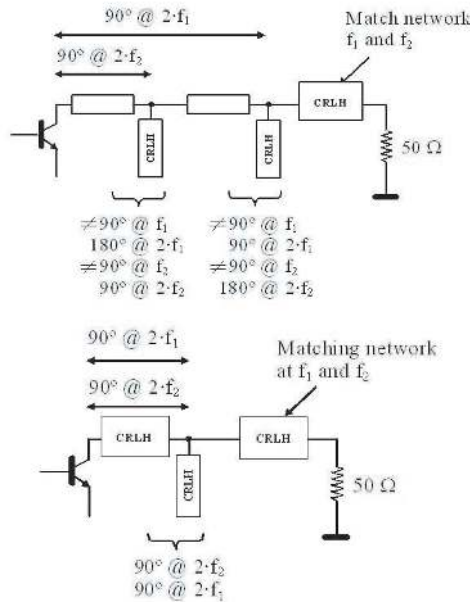 90° @ 2·f₁
90° @ 2·f₂
Match network
f₁ and f₂
CRLH
CRLH
CRLH
50 Ω
≠90° @ f₁
180° @ 2·f₁
≠90° @ f₂
90° @ 2·f₂
≠90° @ f₁
90° @ 2·f₁
≠90° @ f₂
180° @ 2·f₂
90° @ 2·f₁
90° @ 2·f₂
Matching network
at f₁ and f₂
CRLH
CRLH
CRLH
50 Ω
90° @ 2·f₂
90° @ 2·f₁